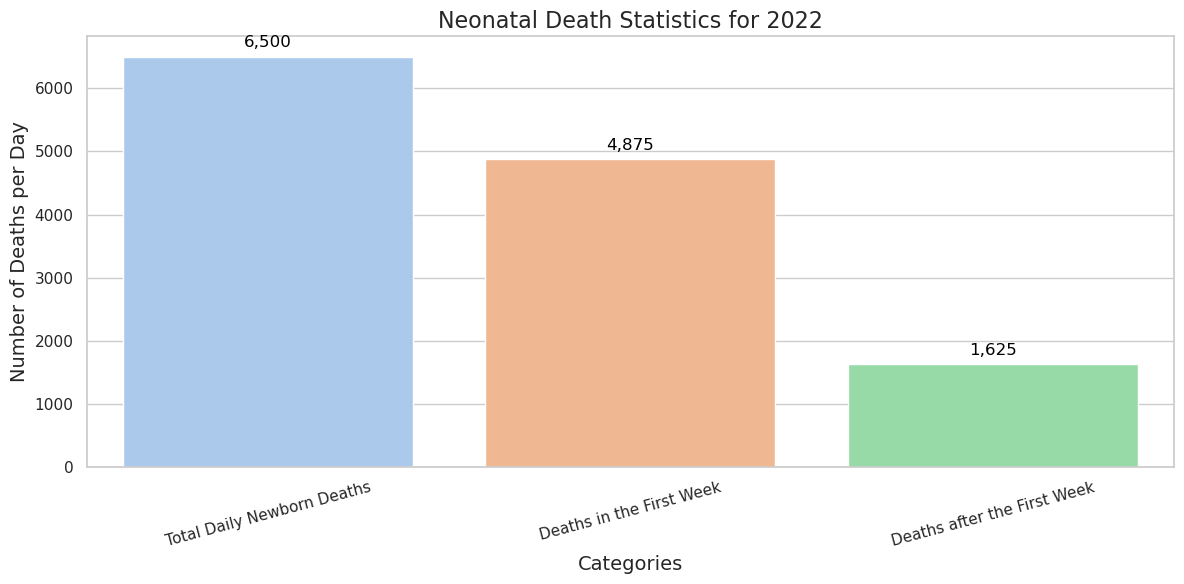 Neonatal Death Statistics for 2022
6,500
4,875
1,625
6000
5000
4000
3000
2000
1000
0
Number of Deaths per Day
Total Daily Newborn Deaths
Deaths in the First Week
Deaths after the First Week
Categories